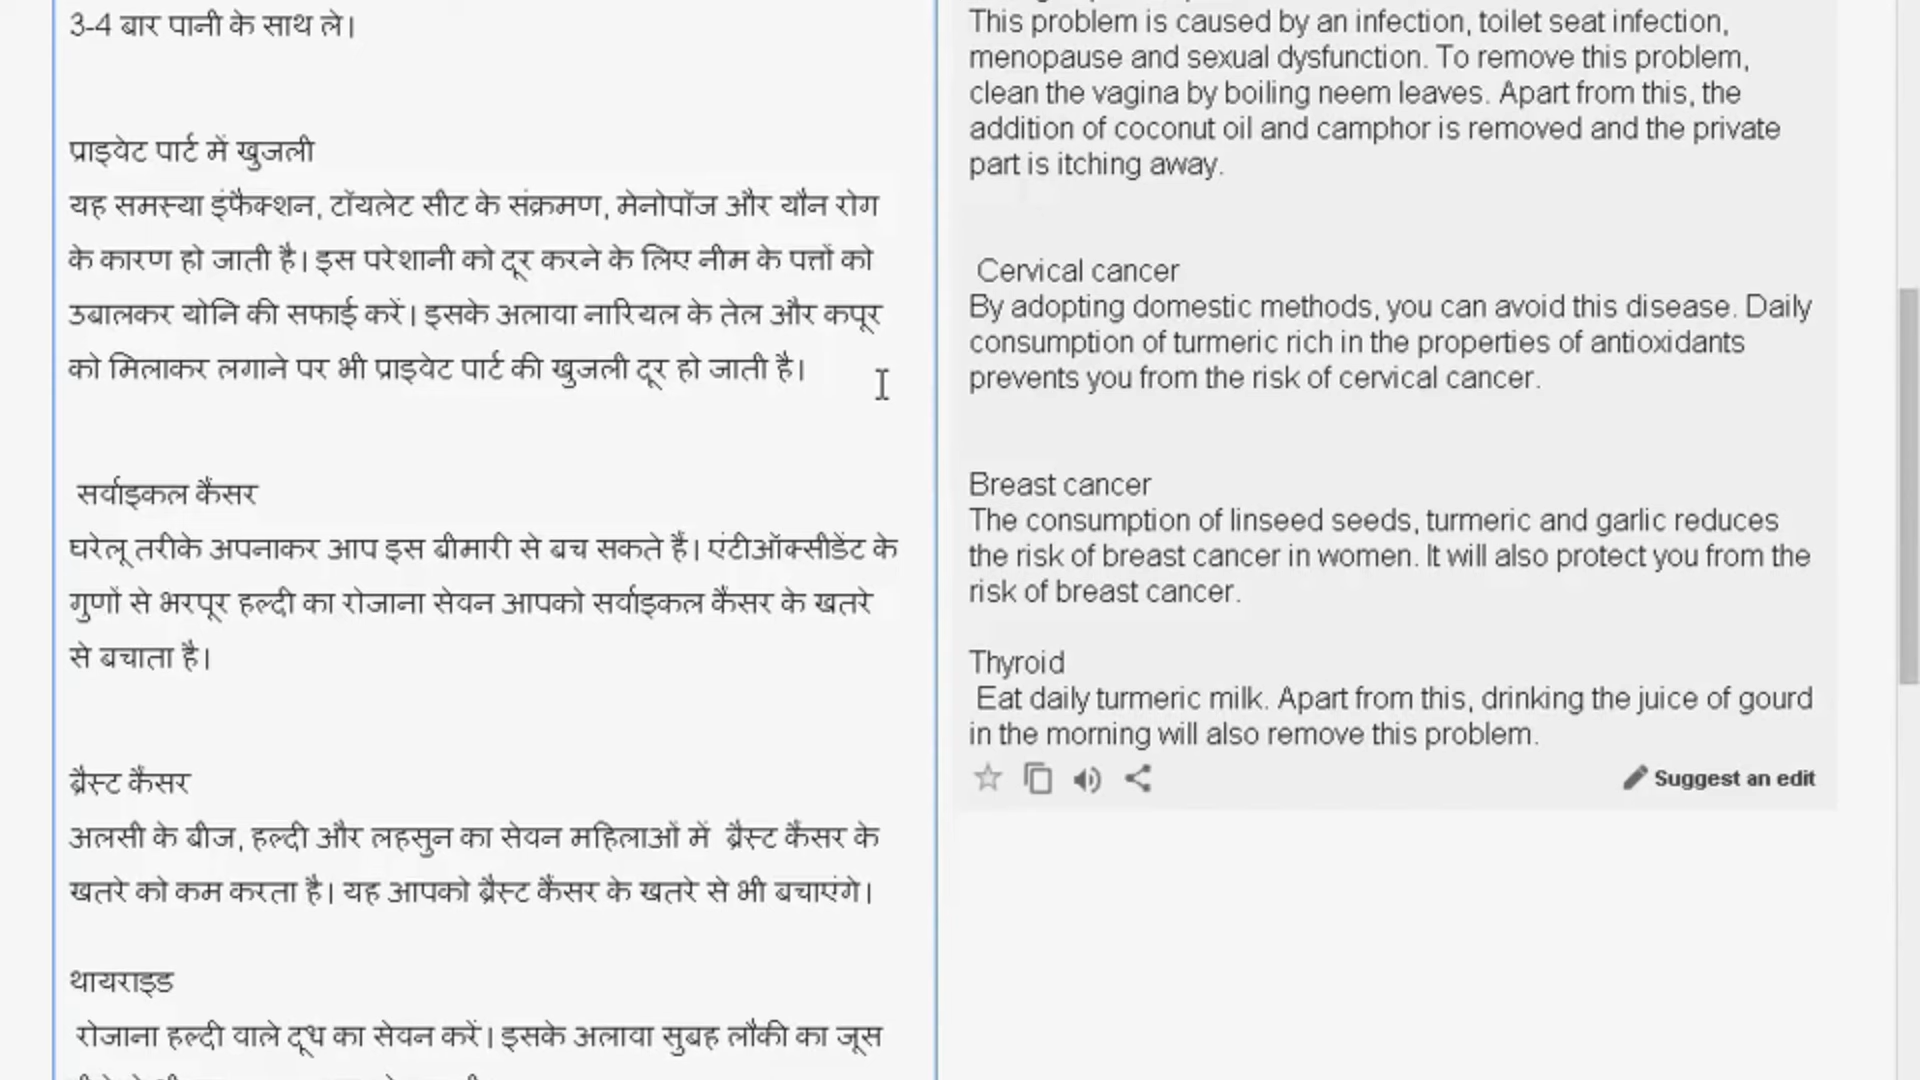 3-4 बार पानी के साथ ले।
प्राइवेट पार्ट में खुजली
यह समस्या इंफैक्शन, टॉयलेट सीट के संक्रमण, मेनोपॉज और यौन रोग
के कारण हो जाती है। इस परेशानी को दूर करने के लिए नीम के पत्तों को
उबालकर योनि की सफाई करें। इसके अलावा नारियल के तेल और कपूर
को मिलाकर लगाने पर भी प्राइवेट पार्ट की खुजली दूर हो जाती है।
सर्वाइकल कैंसर
घरेलू तरीके अपनाकर आप इस बीमारी से बच सकते हैं। एंटीऑक्सीडेंट के
गुणों से भरपूर हल्दी का रोजाना सेवन आपको सर्वाइकल कैंसर के खतरे
से बचाता है।
ब्रैस्ट कैंसर
अलसी के बीज, हल्दी और लहसुन का सेवन महिलाओं में ब्रैस्ट कैंसर के
खतरे को कम करता है। यह आपको ब्रैस्ट कैंसर के खतरे से भी बचाएंगे।
थायराइड
रोजाना हल्दी वाले दूध का सेवन करें। इसके अलावा सुबह लौकी का जूस
This problem is caused by an infection, toilet seat infection,
menopause and sexual dysfunction. To remove this problem,
clean the vagina by boiling neem leaves. Apart from this, the
addition of coconut oil and camphor is removed and the private
part is itching away.
Cervical cancer
By adopting domestic methods, you can avoid this disease. Daily
consumption of turmeric rich in the properties of antioxidants
prevents you from the risk of cervical cancer.
Breast cancer
The consumption of linseed seeds, turmeric and garlic reduces
the risk of breast cancer in women. It will also protect you from the
risk of breast cancer.
Thyroid
Eat daily turmeric milk. Apart from this, drinking the juice of gourd
in the morning will also remove this problem.
Suggest an edit